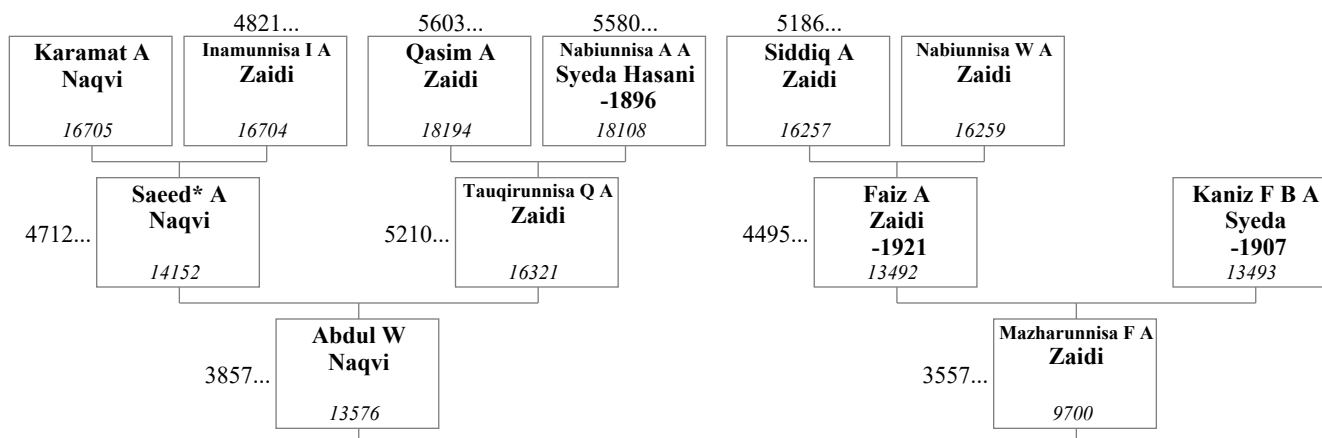 4821...
5603...
5580...
5186...
Karamat A
Naqvi
16705
Inamunnisa I A
Zaidi
16704
Qasim A
Zaidi
18194
Nabiunnisa A A
Syeda Hasani
-1896
18108
Siddiq A
Zaidi
16257
Nabiunnisa W A
Zaidi
16259
4712...
Saeed* A
Naqvi
14152
5210...
Tauqirunnisa Q A
Zaidi
16321
4495...
Faiz A
Zaidi
-1921
13492
Kaniz F B A
Syeda
-1907
13493
3857...
Abdul W
Naqvi
13576
3557...
Mazharunnisa F A
Zaidi
9700